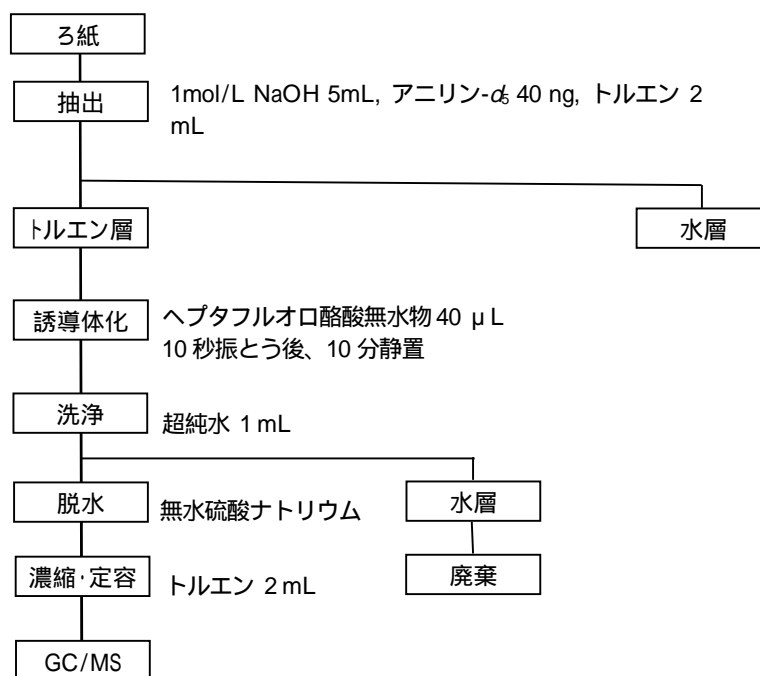 ろ紙
抽出
1mol/L NaOH 5mL, アニリン-d5 40 ng, トルエン 2
mL
トルエン層
水層
誘導体化
ヘプタフルオロ酪酸無水物 40 μL
10 秒振とう後、10 分静置
洗浄
超純水 1 mL
脱水
無水硫酸ナトリウム
水層
濃縮・定容
トルエン 2 mL
廃棄
GC/MS